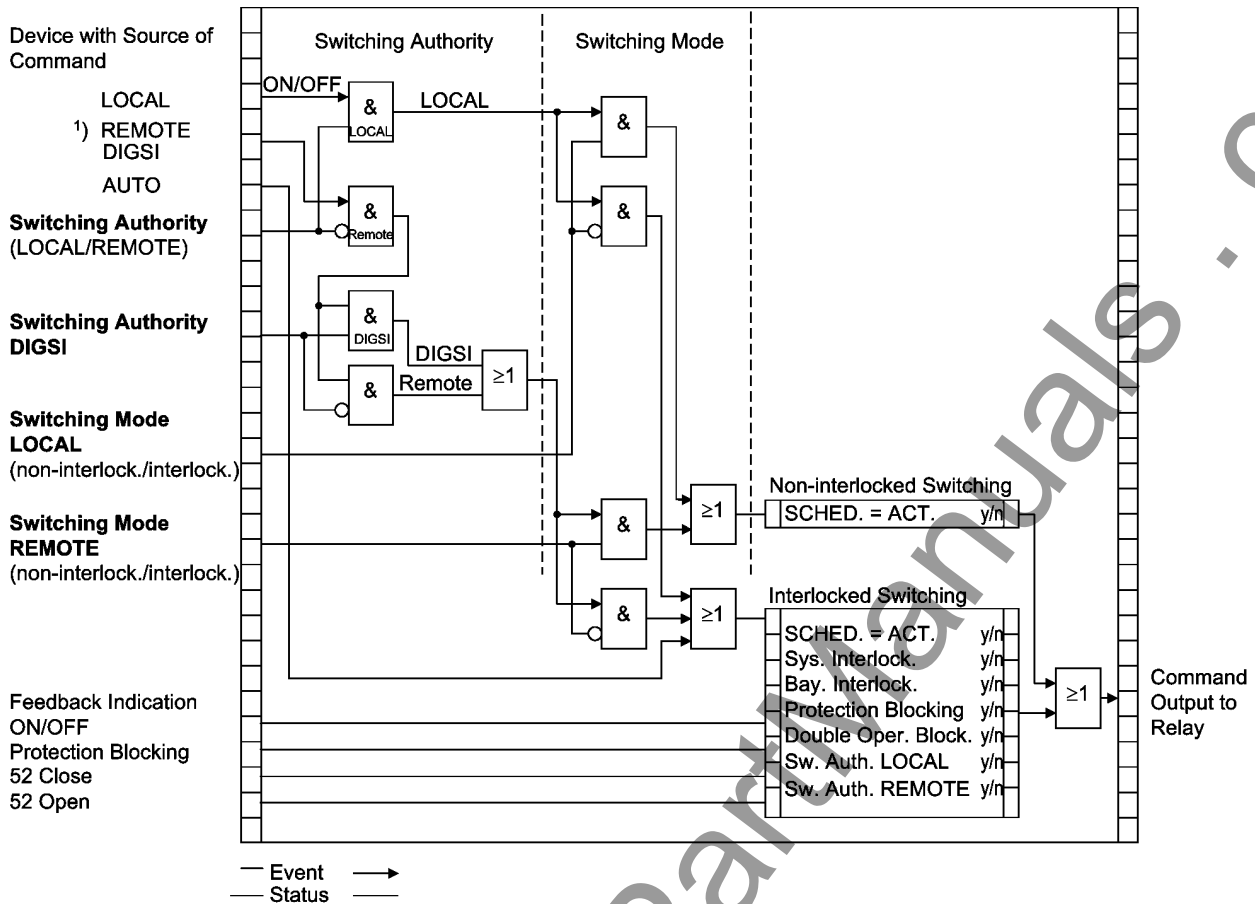 Device with Source of
Command
LOCAL
¹) REMOTE
DIGSI
AUTO
Switching Authority
(LOCAL/REMOTE)
Switching Authority
DIGSI
Switching Mode
LOCAL
(non-interlock./interlock.)
Switching Mode
REMOTE
(non-interlock./interlock.)
Feedback Indication
ON/OFF
Protection Blocking
52 Close
52 Open
Switching Authority
Switching Mode
ON/OFF
&
LOCAL
LOCAL
&
Remote
&
DIGSI
DIGSI
&
Remote
≥1
&
&
&
≥1
&
≥1
Non-interlocked Switching
SCHED. = ACT. y/n
Interlocked Switching
SCHED. = ACT. y/n
Sys. Interlock. y/n
Bay. Interlock. y/n
Protection Blocking y/n
Double Oper. Block. y/n
Sw. Auth. LOCAL y/n
Sw. Auth. REMOTE y/n
≥1
Command
Output to
Relay
Event
Status
PartManuals . c